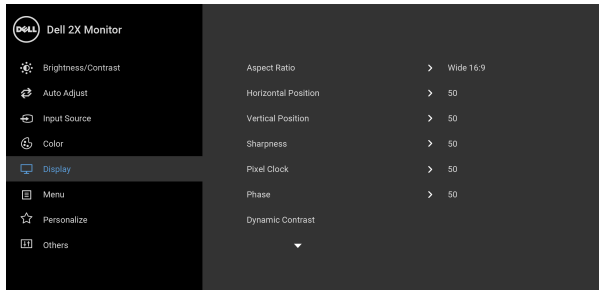 DELL
Dell 2X Monitor
Brightness/Contrast
Auto Adjust
Input Source
Color
Display
Menu
Personalize
Others
Aspect Ratio Wide 16:9
Horizontal Position 50
Vertical Position 50
Sharpness 50
Pixel Clock 50
Phase 50
Dynamic Contrast